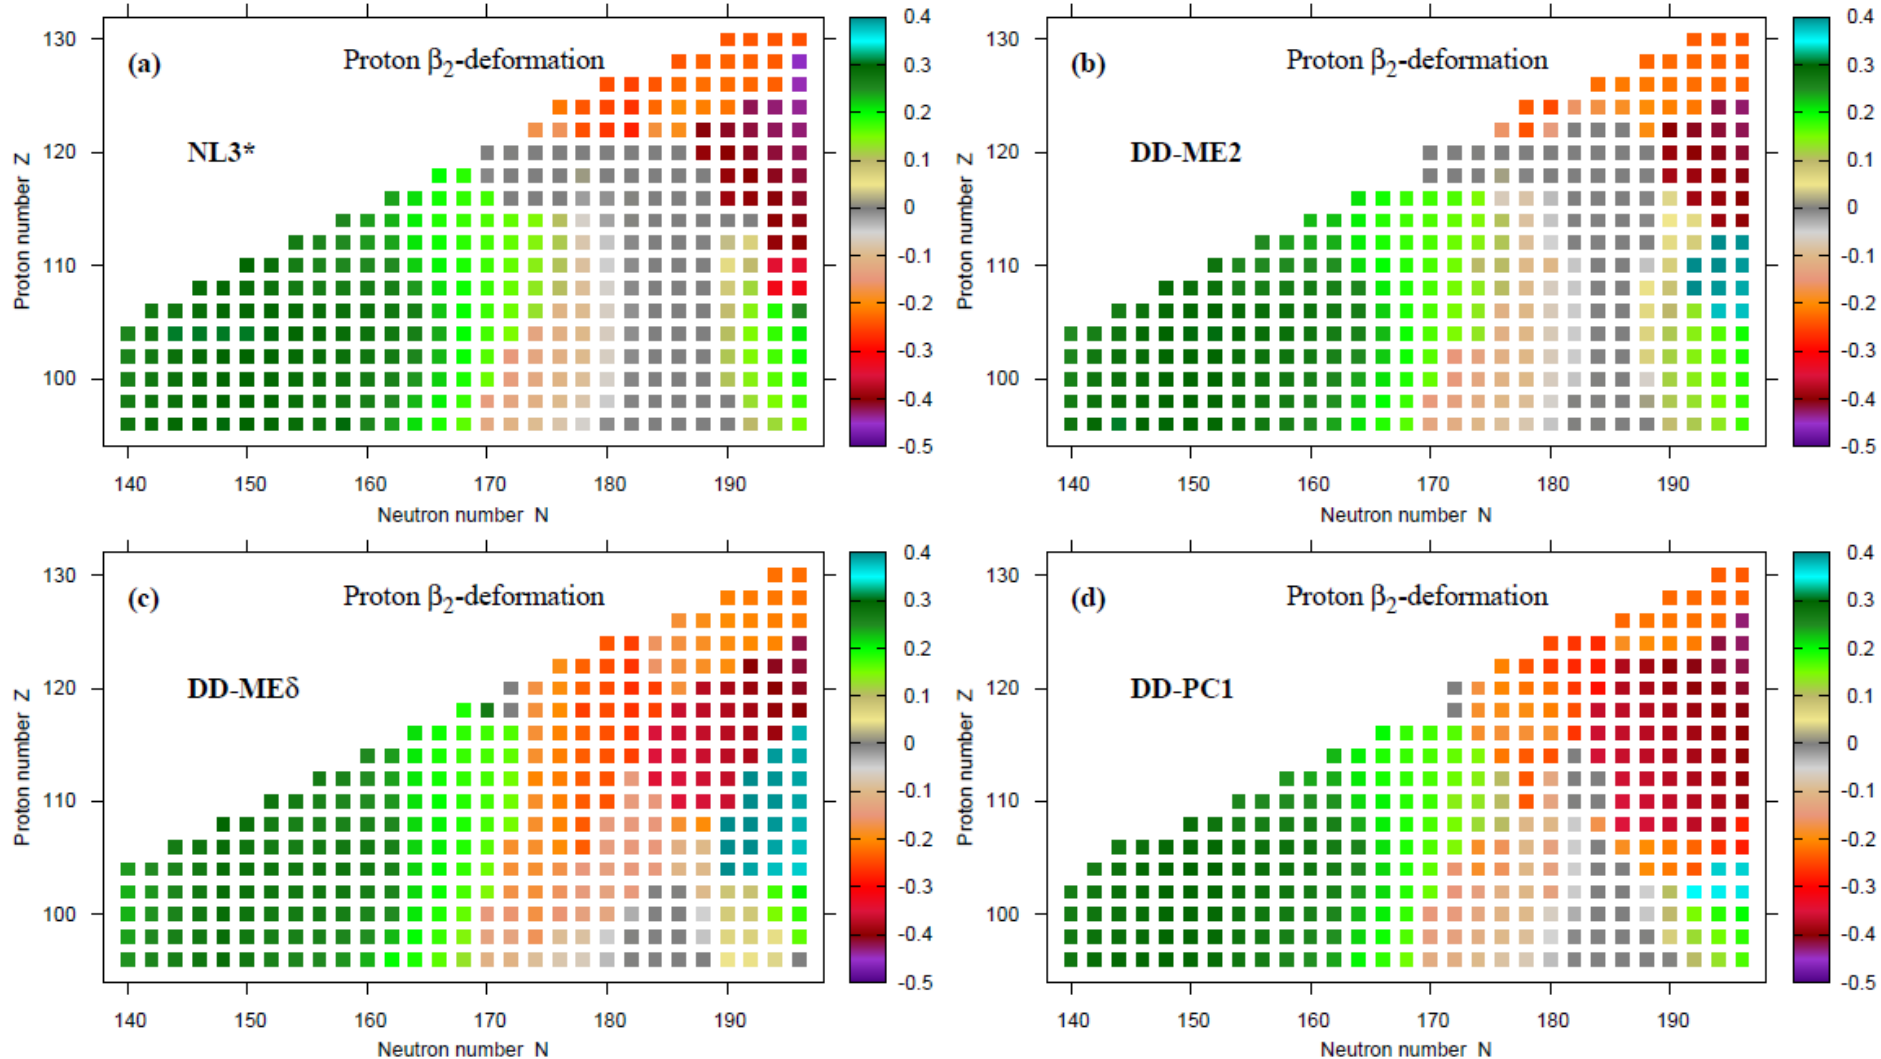 (a) Proton β2-deformation
NL3*
Proton number Z
130
120
110
100
140 150 160 170 180 190
Neutron number N
0.4
0.3
0.2
0.1
0
-0.1
-0.2
-0.3
-0.4
-0.5
(b) Proton β2-deformation
DD-ME2
Proton number Z
130
120
110
100
140 150 160 170 180 190
Neutron number N
0.4
0.3
0.2
0.1
0
-0.1
-0.2
-0.3
-0.4
-0.5
(c) Proton β2-deformation
DD-MEδ
Proton number Z
130
120
110
100
140 150 160 170 180 190
Neutron number N
0.4
0.3
0.2
0.1
0
-0.1
-0.2
-0.3
-0.4
-0.5
(d) Proton β2-deformation
DD-PC1
Proton number Z
130
120
110
100
140 150 160 170 180 190
Neutron number N
0.4
0.3
0.2
0.1
0
-0.1
-0.2
-0.3
-0.4
-0.5